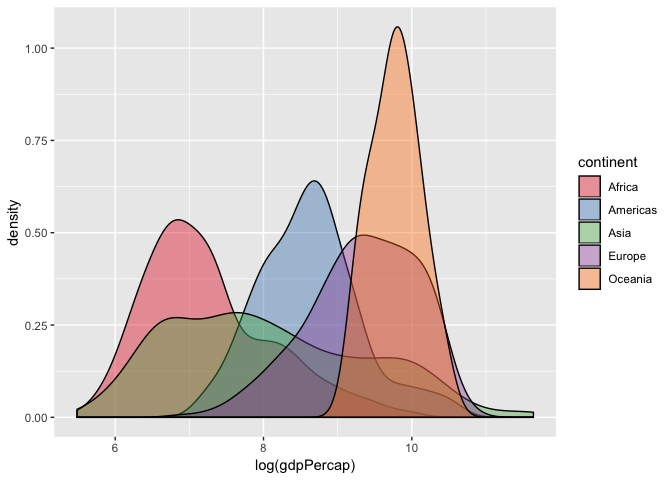 1.00
0.75
0.50
0.25
0.00
density
6
8
10
log(gdpPercap)
continent
Africa
Americas
Asia
Europe
Oceania